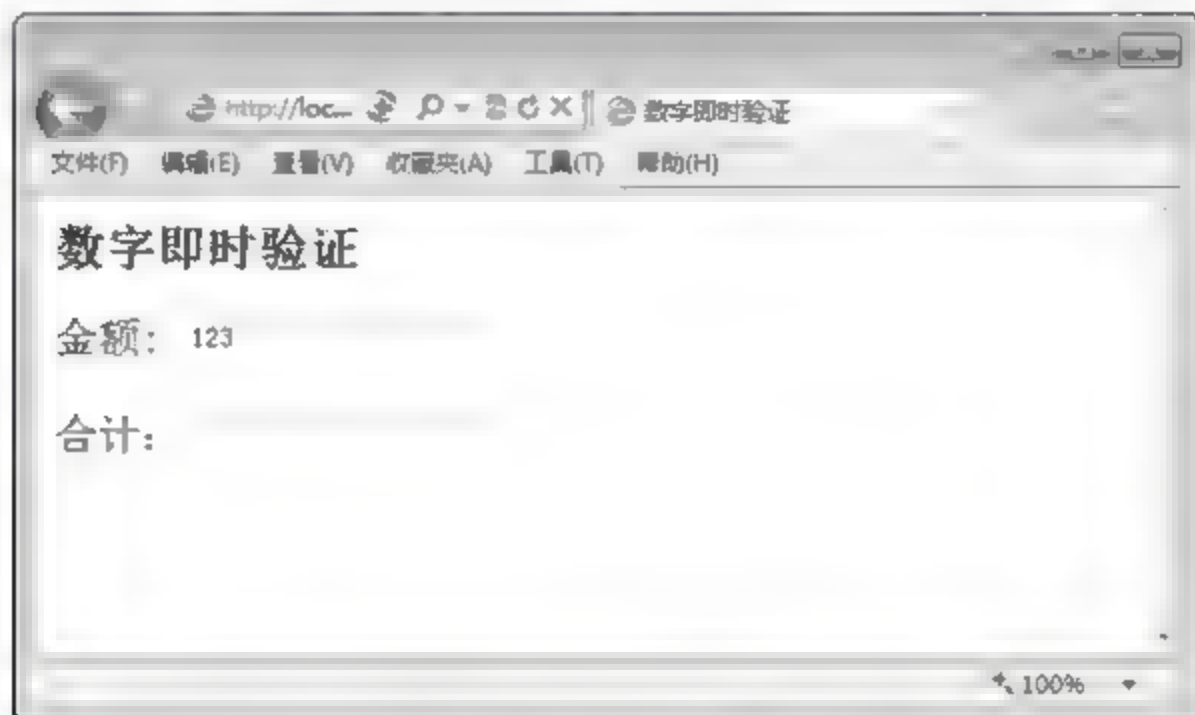 http://loc... 数字即时验证
文件(F) 编辑(E) 查看(V) 收藏夹(A) 工具(T) 帮助(H)
数字即时验证
金额： 123
合计：
100%